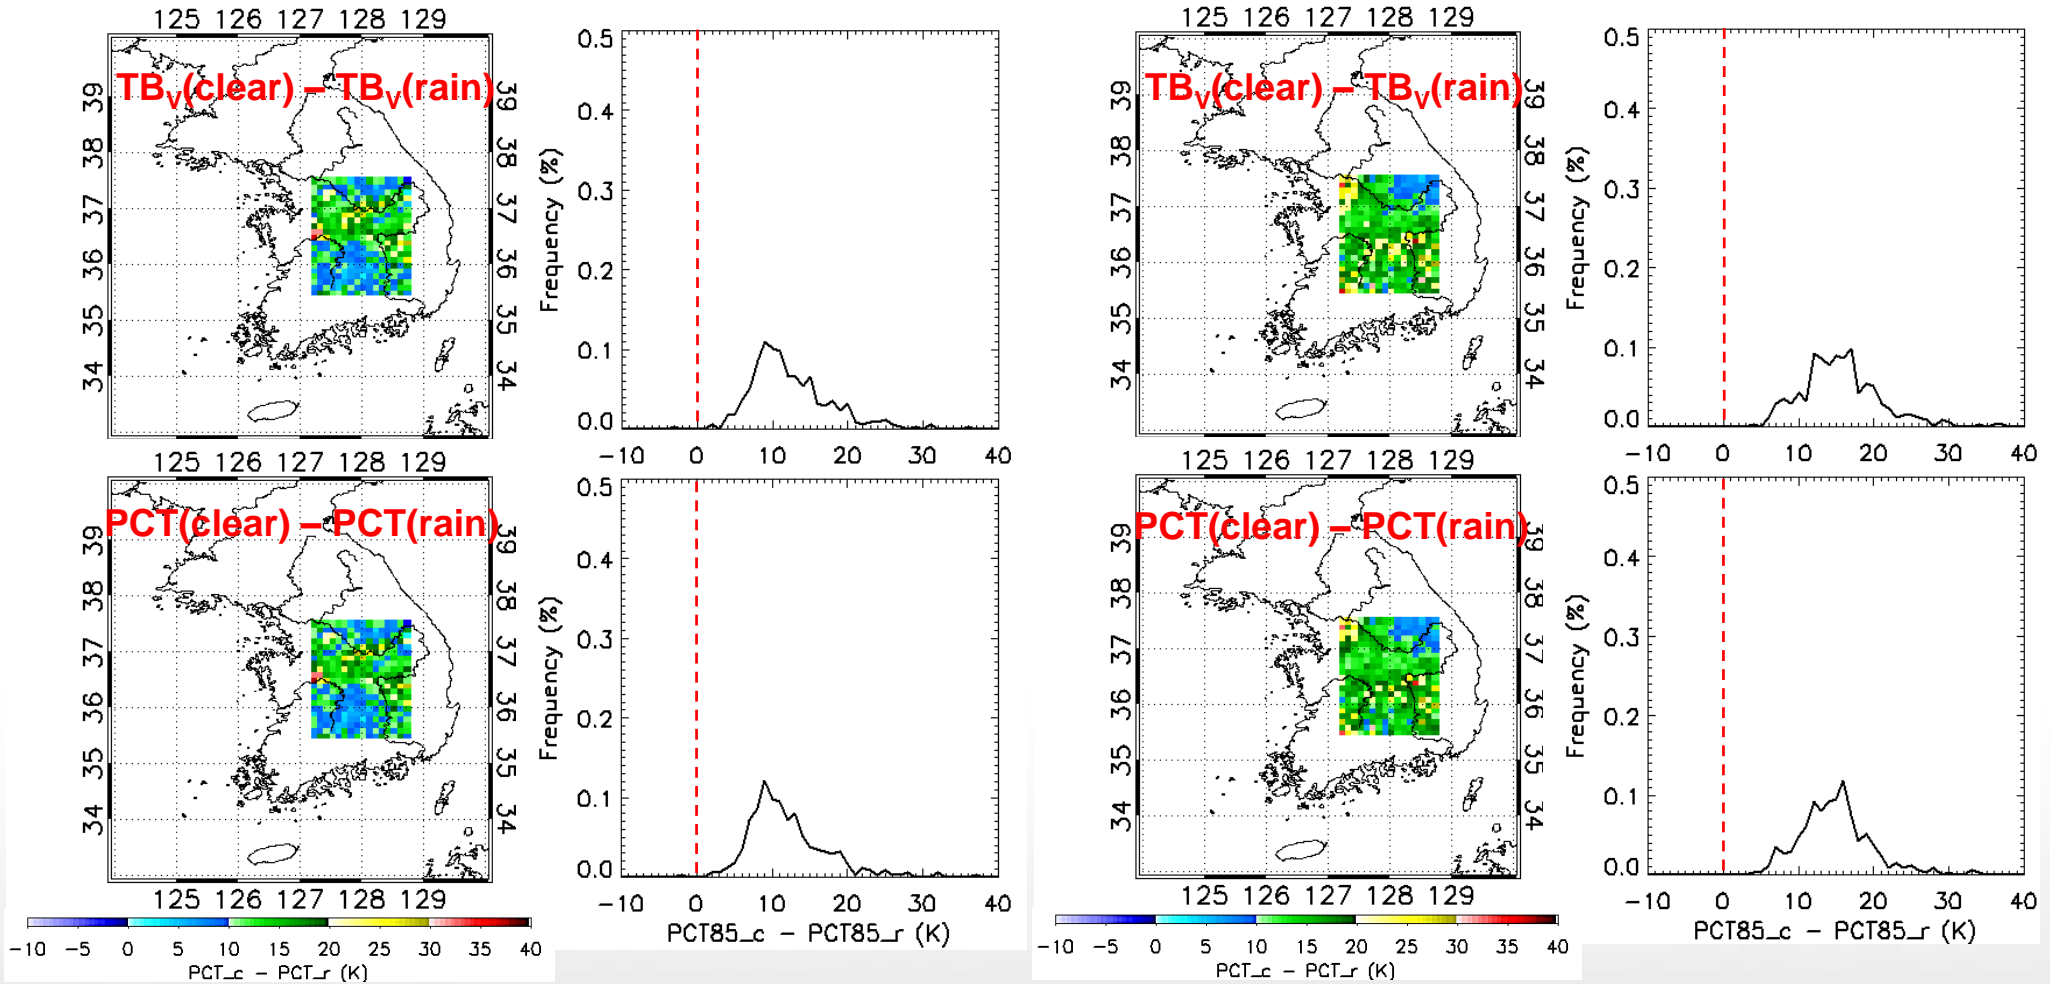 125 126 127 128 129
TBV(clear) – TBV(rain)
39 38 37 36 35 34
39 38 37 36 35 34
0.5
0.4
0.3
0.2
0.1
0.0
Frequency (%)
-10 0 10 20 30 40
125 126 127 128 129
TBV(clear) – TBV(rain)
39 38 37 36 35 34
39 38 37 36 35 34
0.5
0.4
0.3
0.2
0.1
0.0
Frequency (%)
-10 0 10 20 30 40
125 126 127 128 129
PCT(clear) – PCT(rain)
39 38 37 36 35 34
39 38 37 36 35 34
125 126 127 128 129
0.5
0.4
0.3
0.2
0.1
0.0
Frequency (%)
-10 0 10 20 30 40
PCT85_c - PCT85_r (K)
-10 -5 0 5 10 15 20 25 30 35 40
PCT_c - PCT_r (K)
125 126 127 128 129
PCT(clear) – PCT(rain)
39 38 37 36 35 34
39 38 37 36 35 34
125 126 127 128 129
0.5
0.4
0.3
0.2
0.1
0.0
Frequency (%)
-10 0 10 20 30 40
PCT85_c - PCT85_r (K)
-10 -5 0 5 10 15 20 25 30 35 40
PCT_c - PCT_r (K)